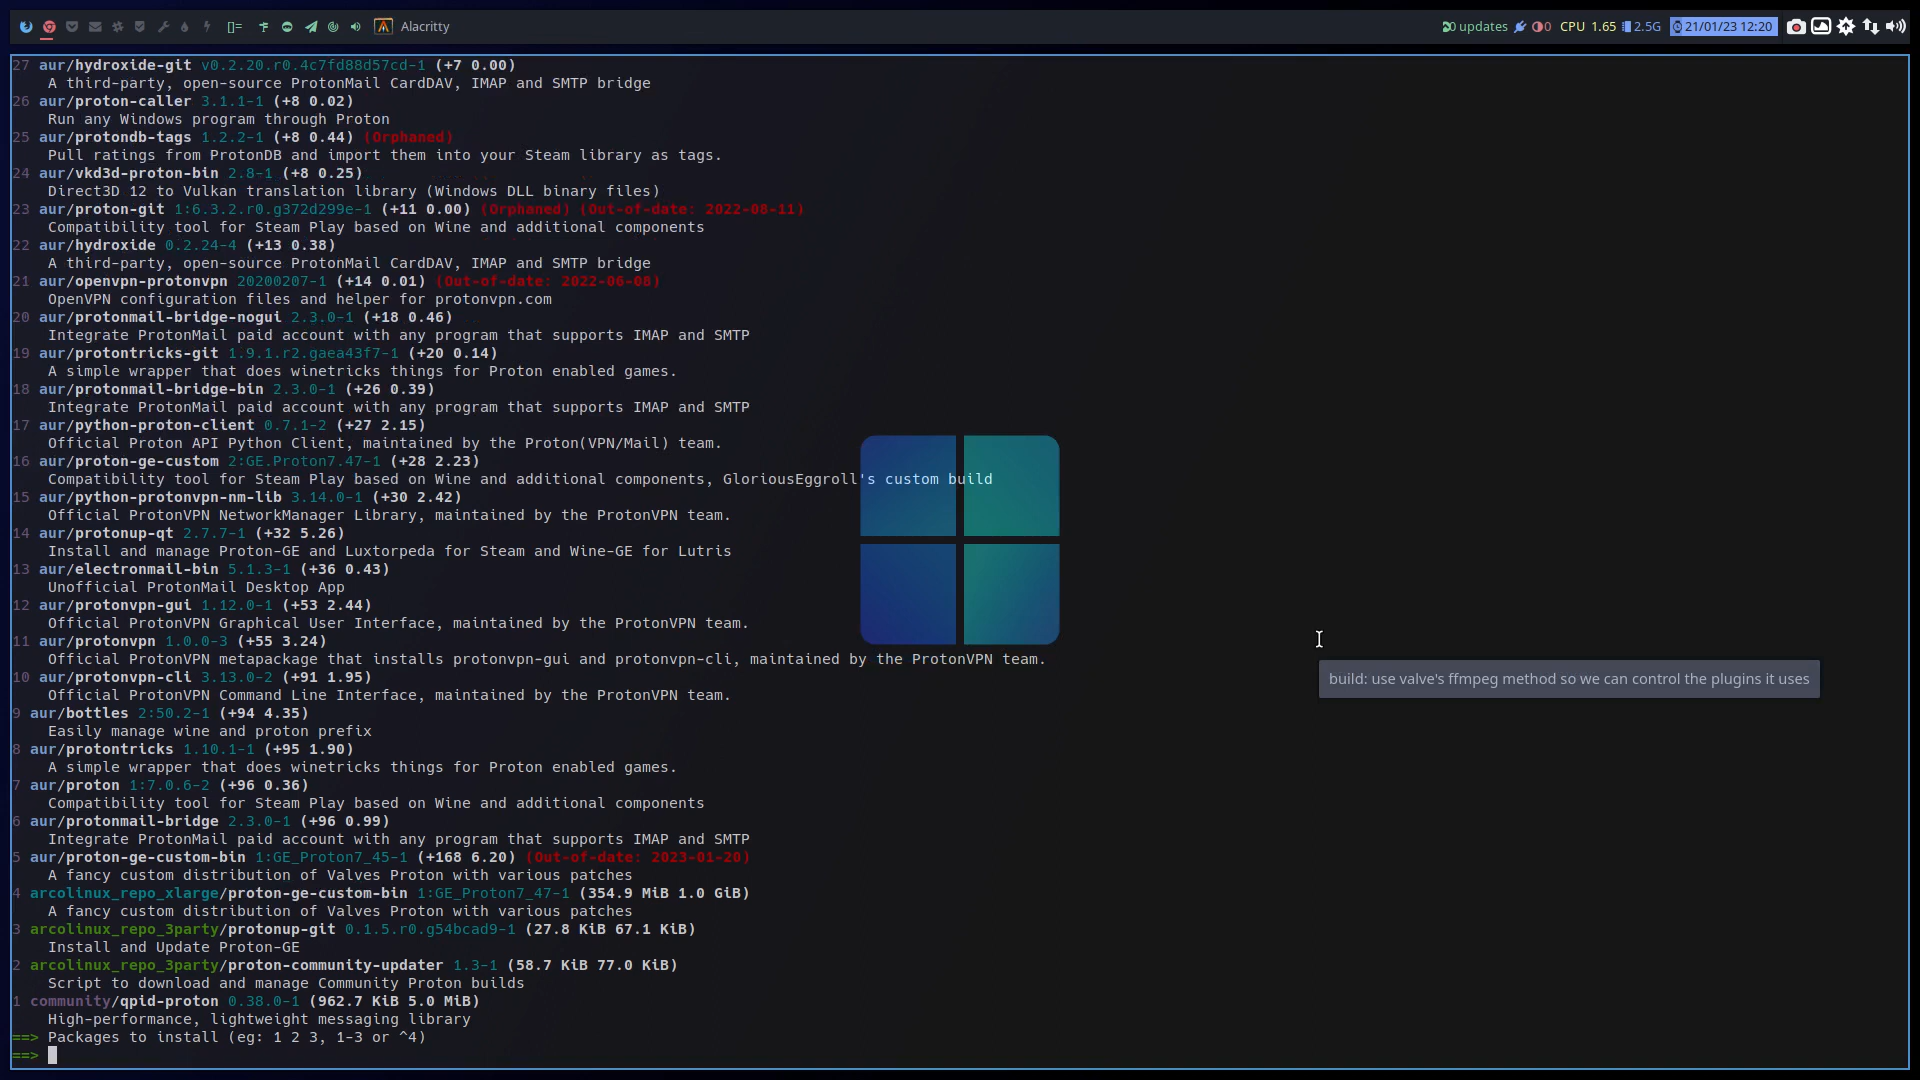 []= Alacritty 20 updates 0 CPU 1.65 2.5G 21/01/23 12:20
27 aur/hydroxide-git v0.2.20.r0.4c7fd88d57cd-1 (+7 0.00)
A third-party, open-source ProtonMail CardDAV, IMAP and SMTP bridge
26 aur/proton-caller 3.1.1-1 (+8 0.02)
Run any Windows program through Proton
25 aur/protondb-tags 1.2.2-1 (+8 0.44) (Orphaned)
Pull ratings from ProtonDB and import them into your Steam library as tags.
24 aur/vkd3d-proton-bin 2.8-1 (+8 0.25)
Direct3D 12 to Vulkan translation library (Windows DLL binary files)
23 aur/proton-git 1:6.3.2.r0.g372d299e-1 (+11 0.00) (Orphaned) (Out-of-date: 2022-08-11)
Compatibility tool for Steam Play based on Wine and additional components
22 aur/hydroxide 0.2.24-4 (+13 0.38)
A third-party, open-source ProtonMail CardDAV, IMAP and SMTP bridge
21 aur/openvpn-protonvpn 20200207-1 (+14 0.01) (Out-of-date: 2022-06-08)
OpenVPN configuration files and helper for protonvpn.com
20 aur/protonmail-bridge-nogui 2.3.0-1 (+18 0.46)
Integrate ProtonMail paid account with any program that supports IMAP and SMTP
19 aur/protontricks-git 1.9.1.r2.gaea43f7-1 (+20 0.14)
A simple wrapper that does winetricks things for Proton enabled games.
18 aur/protonmail-bridge-bin 2.3.0-1 (+26 0.39)
Integrate ProtonMail paid account with any program that supports IMAP and SMTP
17 aur/python-proton-client 0.7.1-2 (+27 2.15)
Official Proton API Python Client, maintained by the Proton(VPN/Mail) team.
16 aur/proton-ge-custom 2:GE.Proton7.47-1 (+28 2.23)
Compatibility tool for Steam Play based on Wine and additional components, GloriousEggroll's custom build
15 aur/python-protonvpn-nm-lib 3.14.0-1 (+30 2.42)
Official ProtonVPN NetworkManager Library, maintained by the ProtonVPN team.
14 aur/protonup-qt 2.7.7-1 (+32 5.26)
Install and manage Proton-GE and Luxtorpeda for Steam and Wine-GE for Lutris
13 aur/electronmail-bin 5.1.3-1 (+36 0.43)
Unofficial ProtonMail Desktop App
12 aur/protonvpn-gui 1.12.0-1 (+53 2.44)
Official ProtonVPN Graphical User Interface, maintained by the ProtonVPN team.
11 aur/protonvpn 1.0.0-3 (+55 3.24)
Official ProtonVPN metapackage that installs protonvpn-gui and protonvpn-cli, maintained by the ProtonVPN team.
10 aur/protonvpn-cli 3.13.0-2 (+91 1.95)
build: use valve's ffmpeg method so we can control the plugins it uses
Official ProtonVPN Command Line Interface, maintained by the ProtonVPN team.
9 aur/bottles 2:50.2-1 (+94 4.35)
Easily manage wine and proton prefix
8 aur/protontricks 1.10.1-1 (+95 1.90)
A simple wrapper that does winetricks things for Proton enabled games.
7 aur/proton 1:7.0.6-2 (+96 0.36)
Compatibility tool for Steam Play based on Wine and additional components
6 aur/protonmail-bridge 2.3.0-1 (+96 0.99)
Integrate ProtonMail paid account with any program that supports IMAP and SMTP
5 aur/proton-ge-custom-bin 1:GE_Proton7_45-1 (+168 6.20) (Out-of-date: 2023-01-20)
A fancy custom distribution of Valves Proton with various patches
4 arcolinux_repo_xlarge/proton-ge-custom-bin 1:GE_Proton7_47-1 (354.9 MiB 1.0 GiB)
A fancy custom distribution of Valves Proton with various patches
3 arcolinux_repo_3party/protonup-git 0.1.5.r0.g54bcad9-1 (27.8 KiB 67.1 KiB)
Install and Update Proton-GE
2 arcolinux_repo_3party/proton-community-updater 1.3-1 (58.7 KiB 77.0 KiB)
Script to download and manage Community Proton builds
1 community/qpid-proton 0.38.0-1 (962.7 KiB 5.0 MiB)
High-performance, lightweight messaging library
==> Packages to install (eg: 1 2 3, 1-3 or ^4)
==>